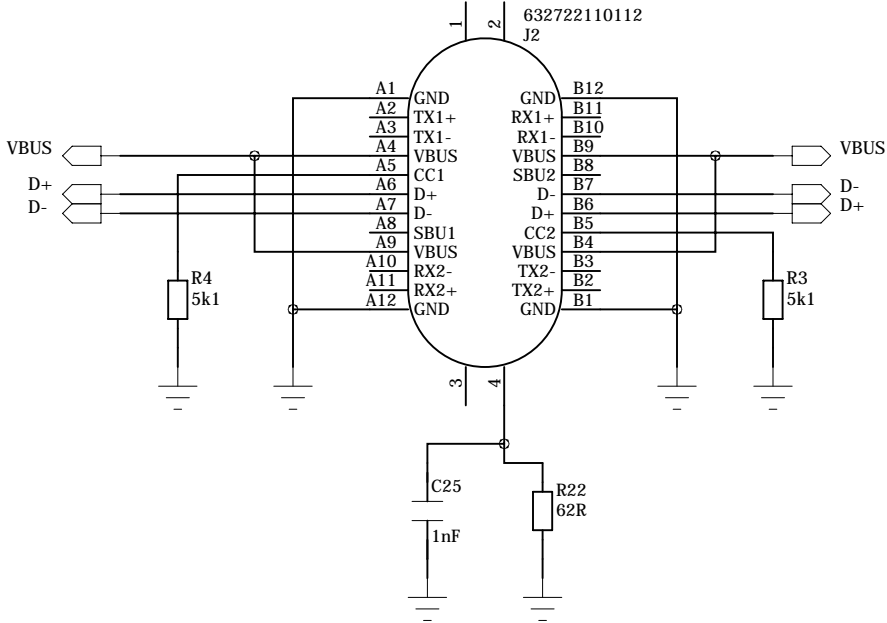 1
2
632722110112
J2
A1
GND
GND
B12
A2
TX1+
RX1+
B11
A3
TX1-
RX1-
B10
VBUS
A4
VBUS
VBUS
B9
VBUS
A5
CC1
SBU2
B8
D+
A6
D+
D-
B7
D-
D-
A7
D-
D+
B6
D+
A8
SBU1
CC2
B5
A9
VBUS
VBUS
B4
A10
RX2-
TX2-
B3
A11
RX2+
TX2+
B2
A12
GND
GND
B1
R4
5k1
R3
5k1
3
4
C25
1nF
R22
62R